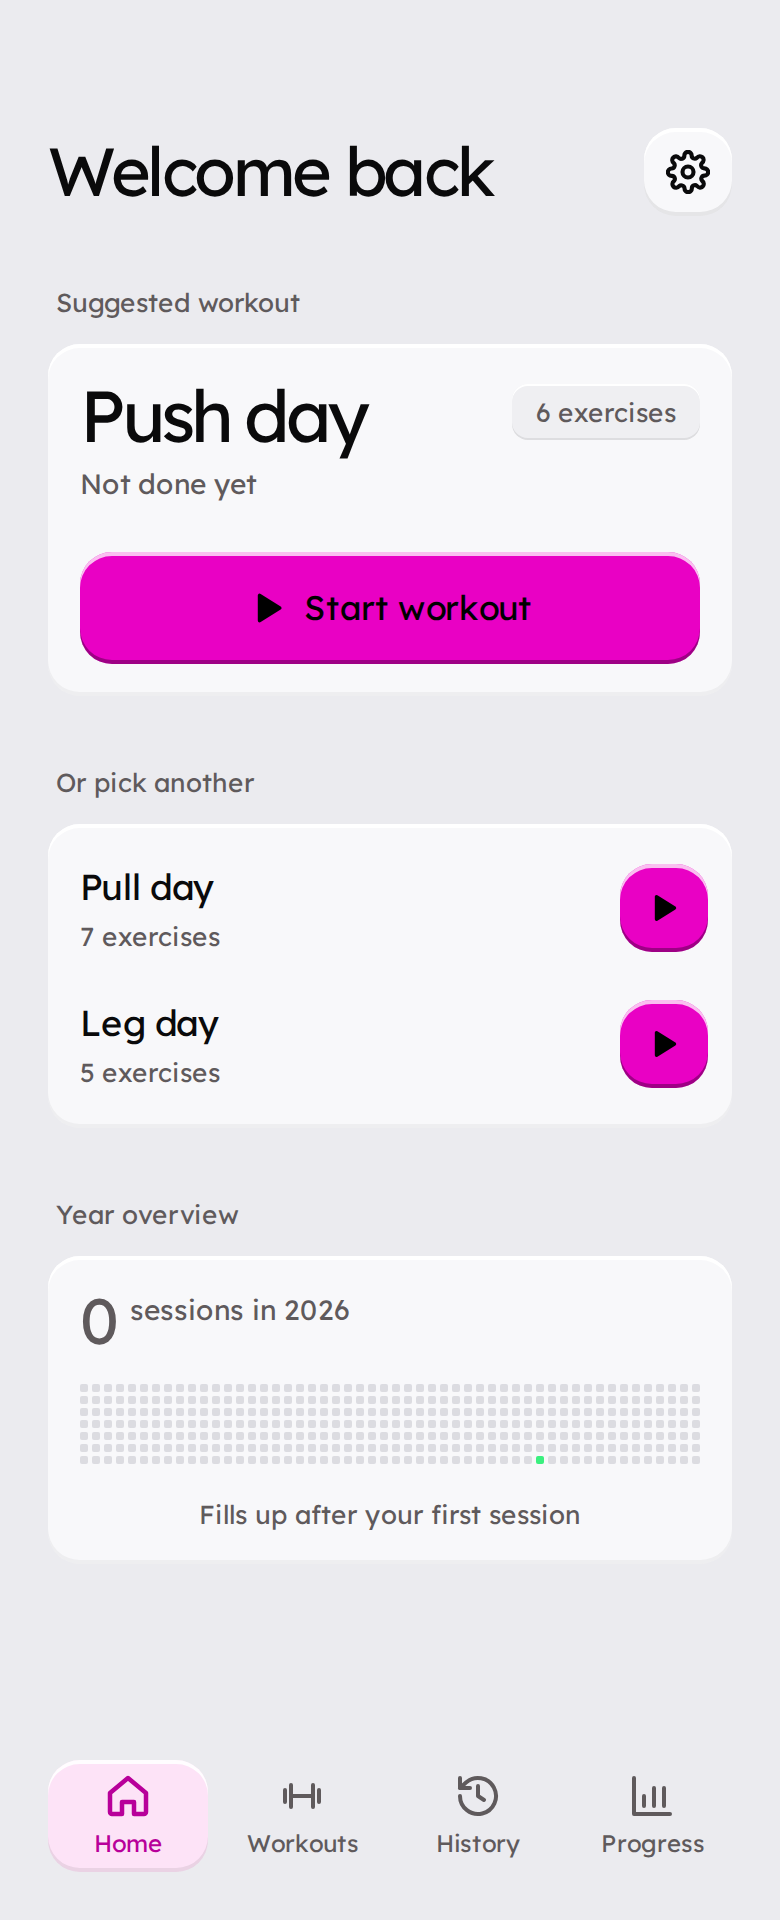 Welcome back
Suggested workout
Push day
6 exercises
Not done yet
Start workout
Or pick another
Pull day
7 exercises
Leg day
5 exercises
Year overview
0 sessions in 2026
Fills up after your first session
Home
Workouts
History
Progress